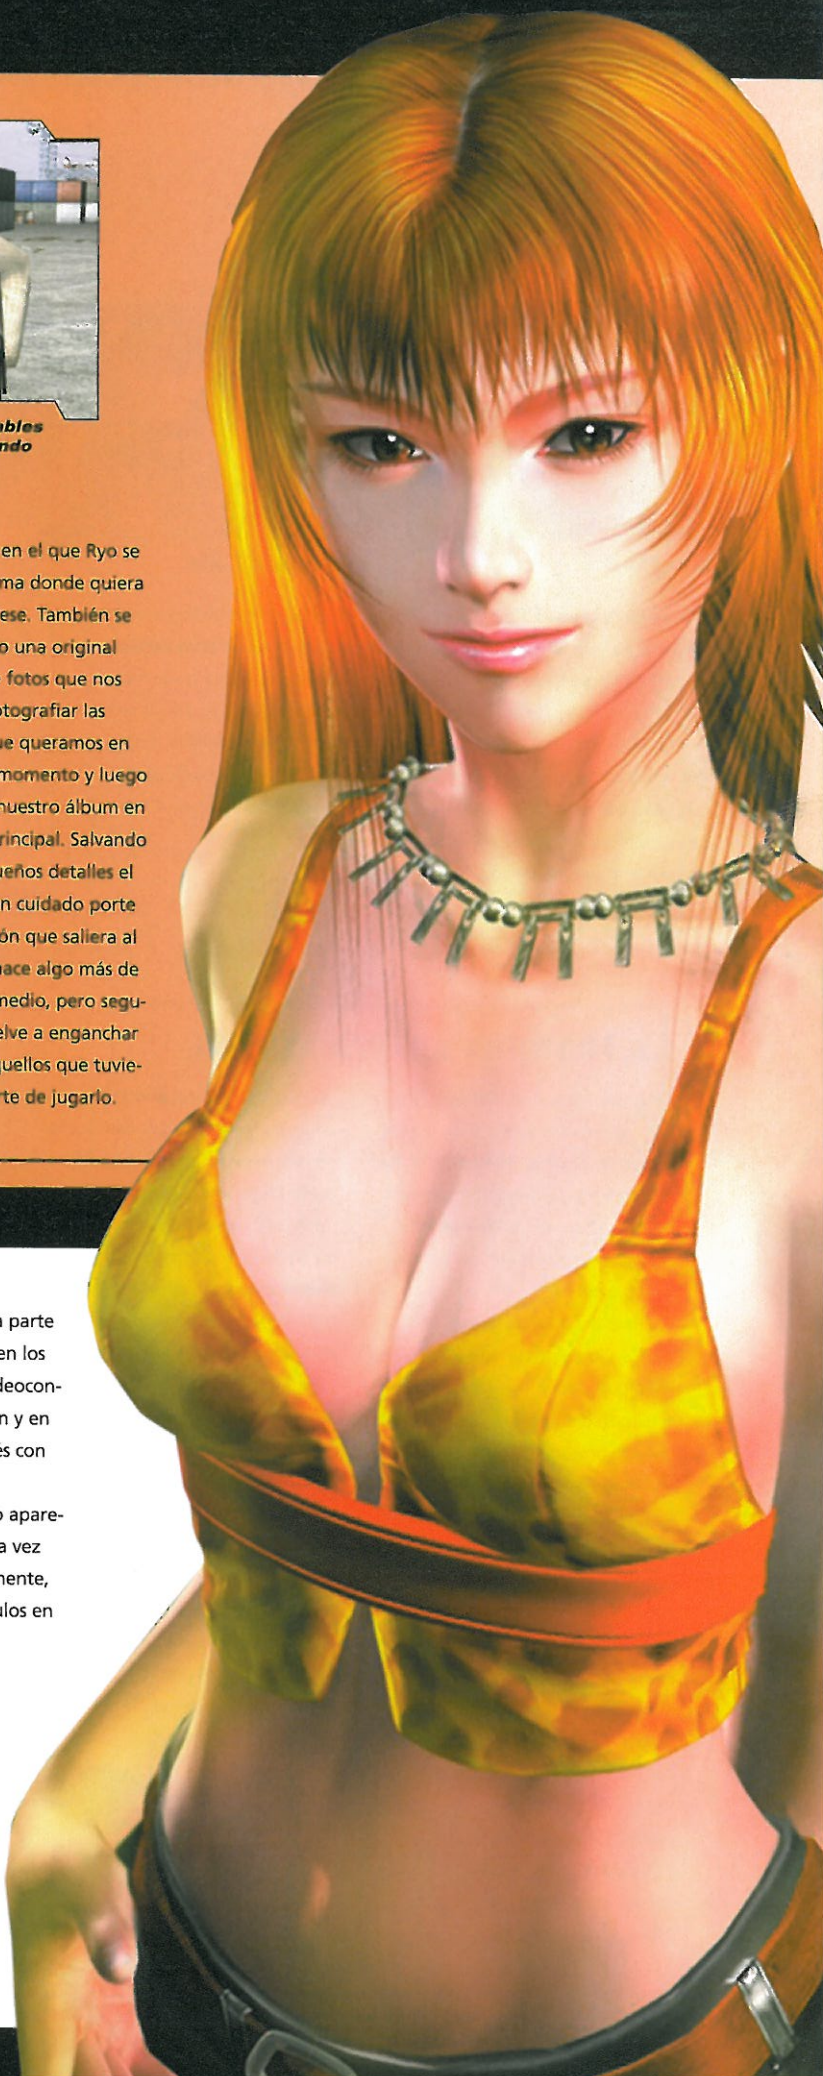 ables
ndo
en el que Ryo se
ma donde quiera
ese. También se
o una original
fotos que nos
otografiar las
ue queramos en
momento y luego
nuestro álbum en
rincipal. Salvando
ueños detalles el
n cuidado porte
ón que saliera al
hace algo más de
medio, pero segu-
elve a enganchar
quellos que tuvie-
rte de jugarlo.
a parte
en los
deocon-
n y en
és con
o apare-
a vez
mente,
ulos en